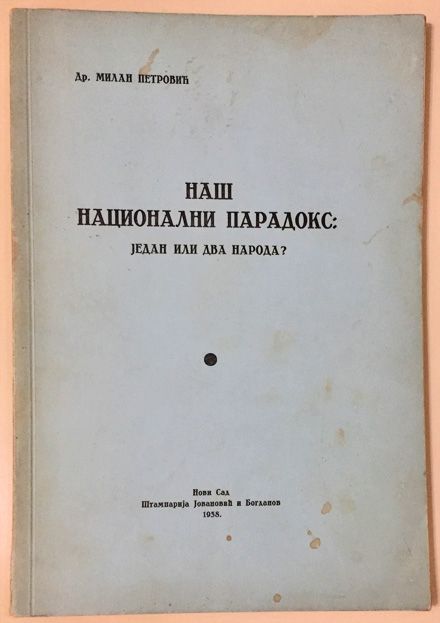 Др. МИЛАН ПЕТРОВИЋ
НАШ
НАЦИОНАЛНИ ПАРАДОКС:
ЈЕДАН ИЛИ ДВА НАРОДА?
Нови Сад
Штампарија Јовановић и Богданов
1938.